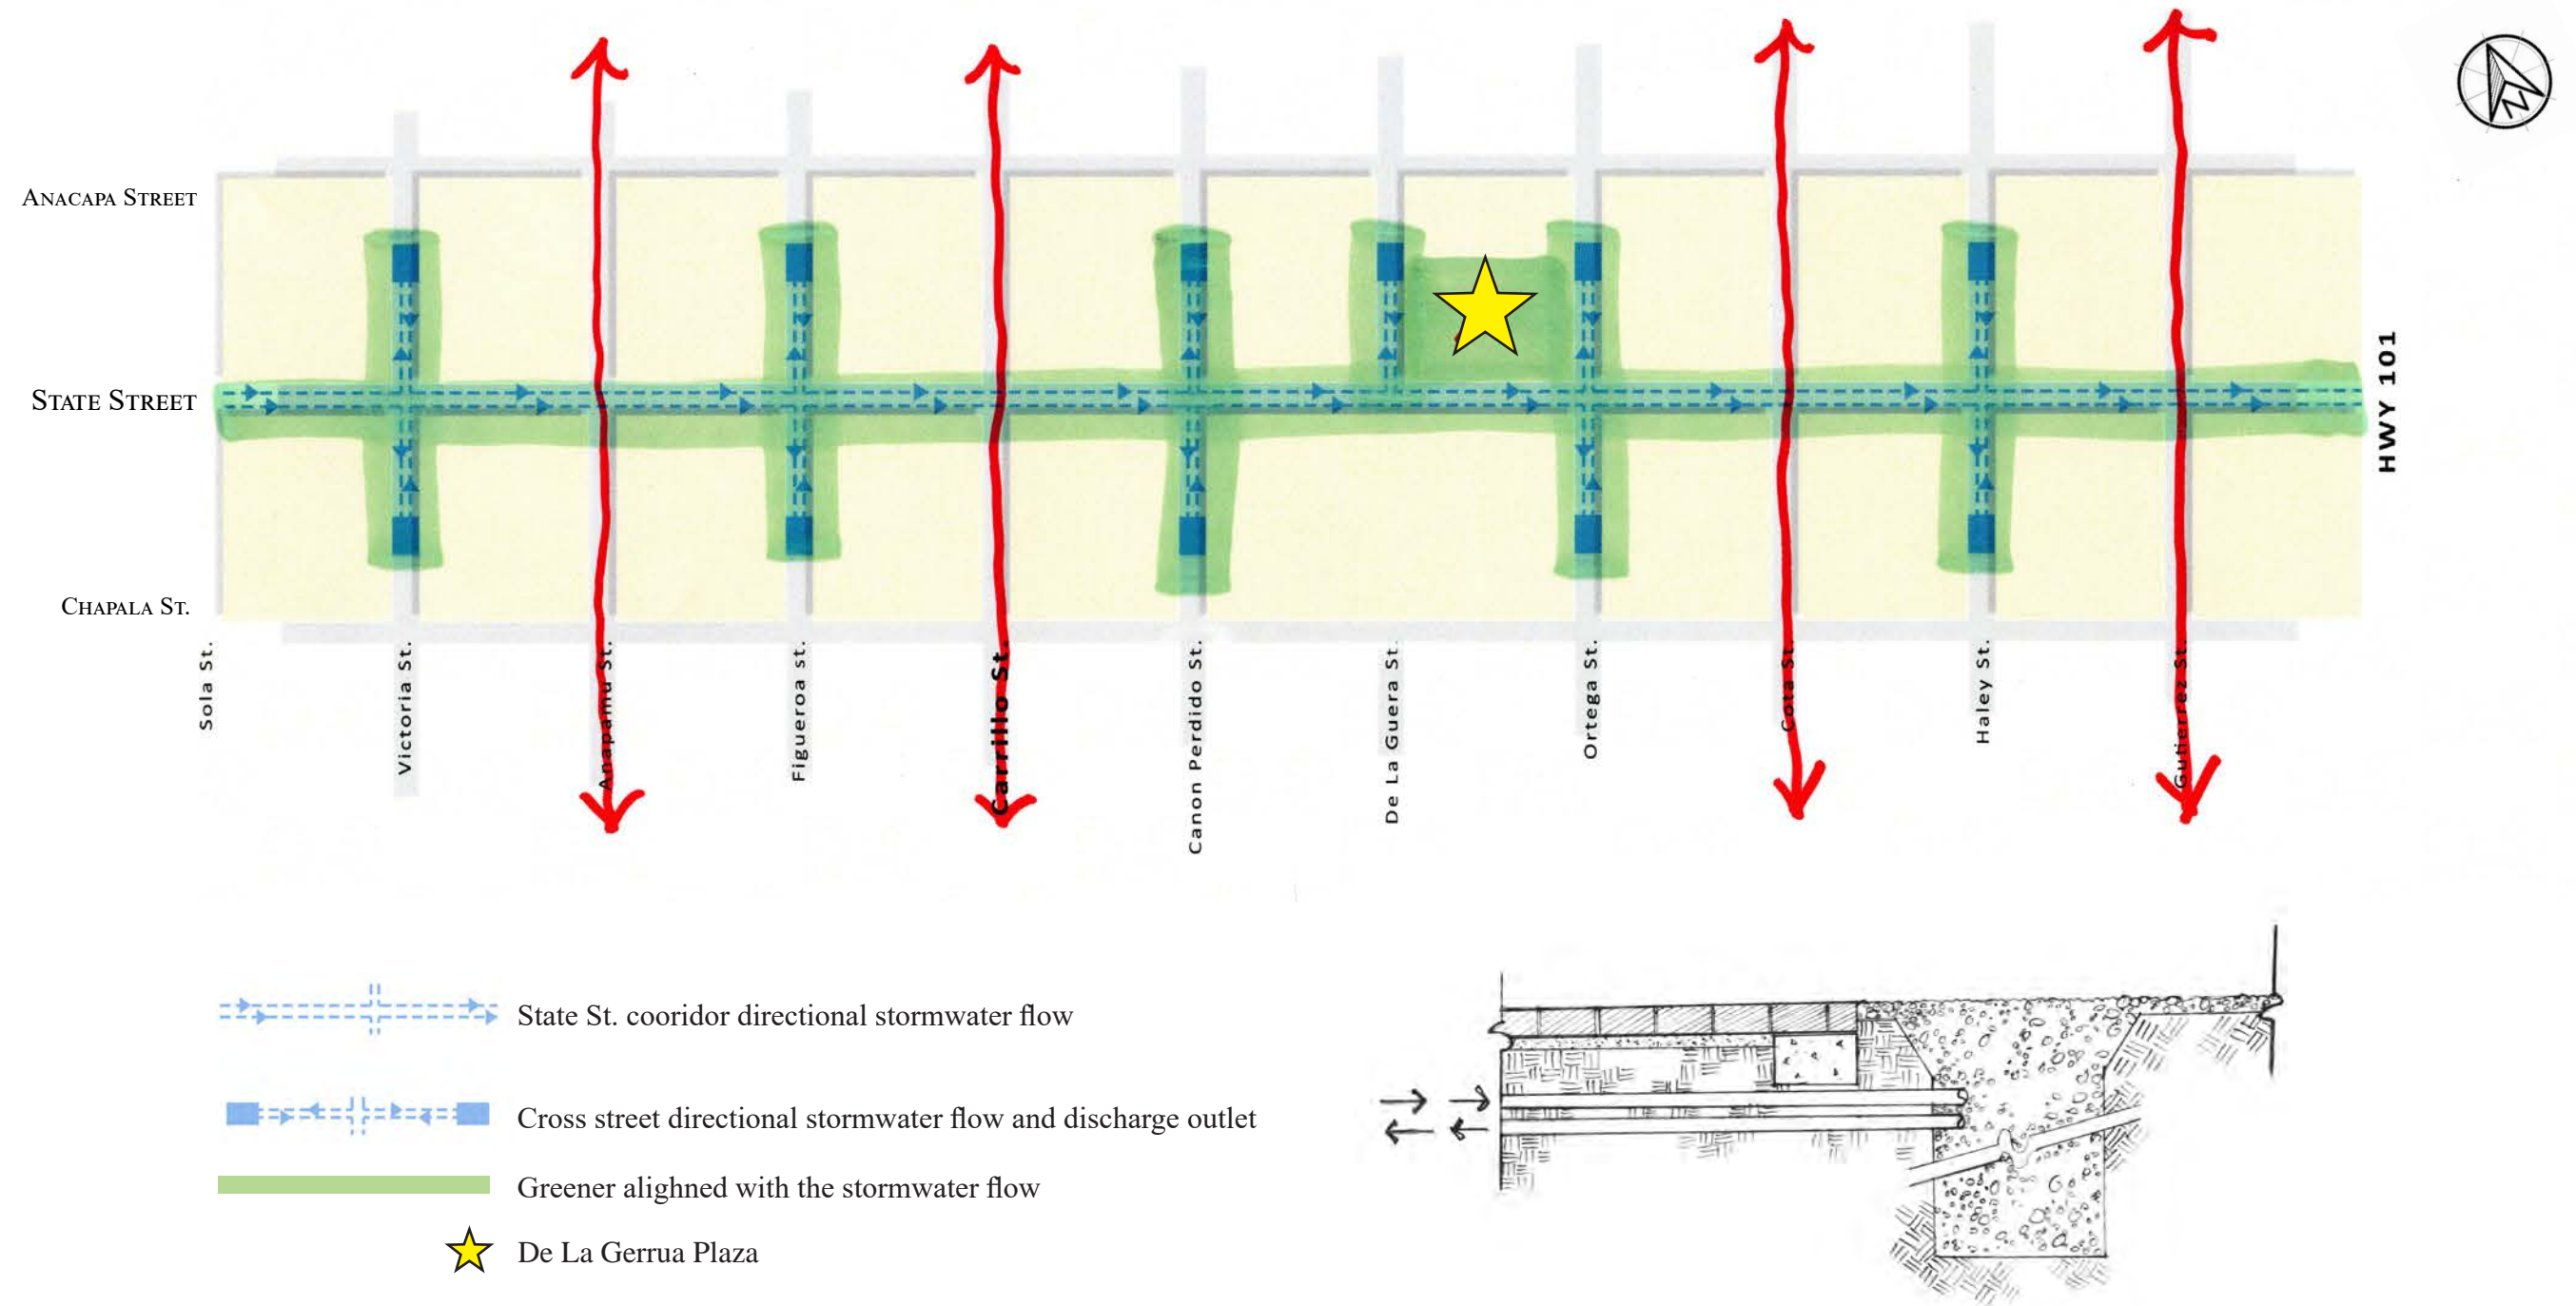 ANACAPA STREET
STATE STREET
CHAPALA ST.
HWY 101
N
Sola St.
Victoria St.
Anapamu St.
Figueroa st.
Carrillo St.
Canon Perdido St.
De La Guera St.
Ortega St.
Cota St.
Haley St.
Gutierrez St.
State St. cooridor directional stormwater flow
Cross street directional stormwater flow and discharge outlet
Greener alighned with the stormwater flow
De La Gerrua Plaza